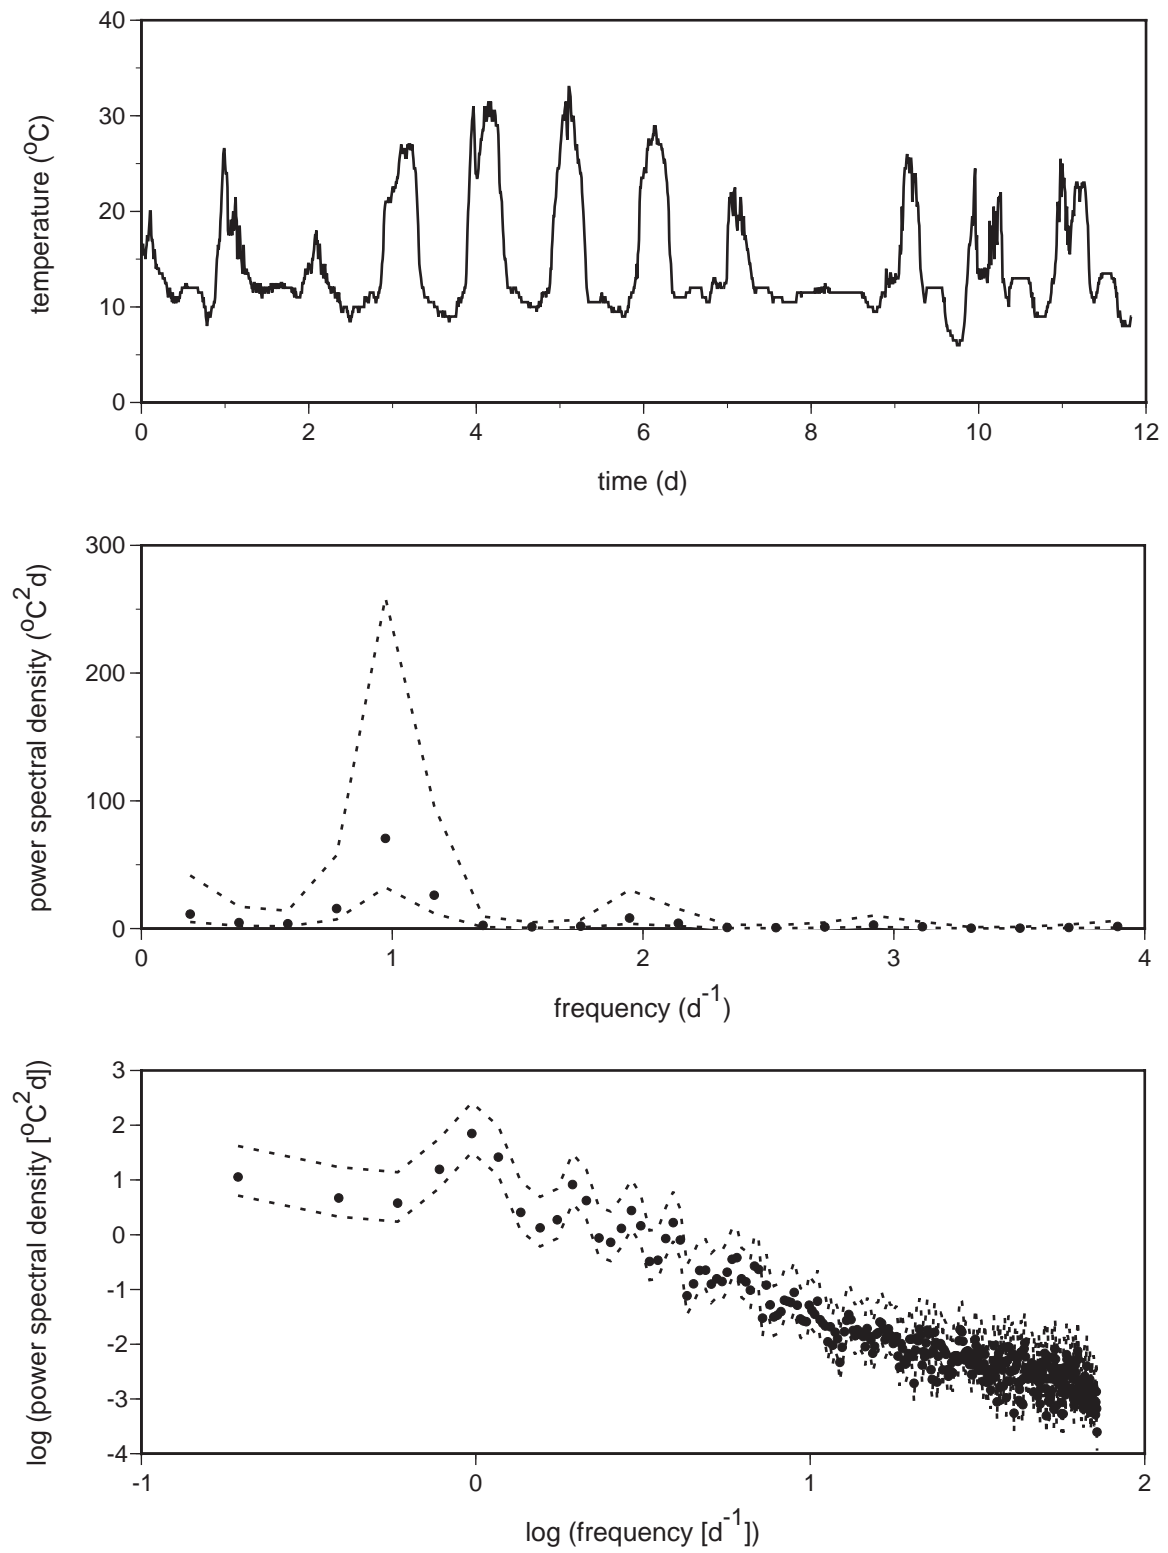 40
30
20
10
0
temperature (°C)
0 2 4 6 8 10 12
time (d)
300
200
100
0
power spectral density (°C²d)
0 1 2 3 4
frequency (d⁻¹)
3
2
1
0
-1
-2
-3
-4
log (power spectral density [°C²d])
-1 0 1 2
log (frequency [d⁻¹])